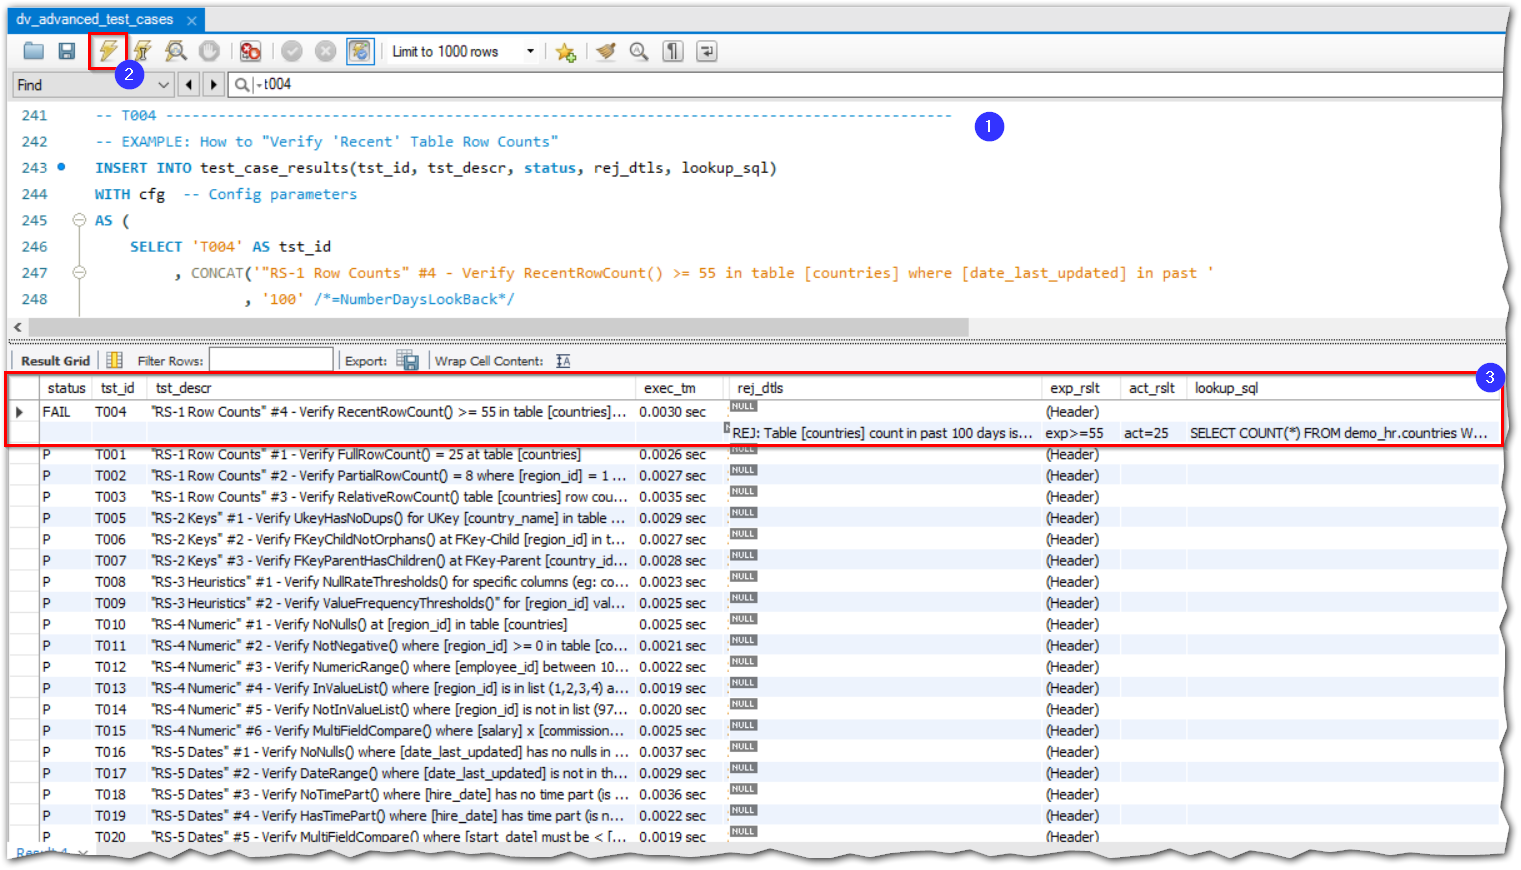 dv_advanced_test_cases ×
Limit to 1000 rows
2
Find t004
241 -- T004 ------------------------------------------------------------------------------------------
1
242 -- EXAMPLE: How to "Verify 'Recent' Table Row Counts"
243 INSERT INTO test_case_results(tst_id, tst_descr, status, rej_dtls, lookup_sql)
244 WITH cfg -- Config parameters
245 AS (
246 SELECT 'T004' AS tst_id
247 , CONCAT('"RS-1 Row Counts" #4 - Verify RecentRowCount() >= 55 in table [countries] where [date_last_updated] in past '
248 , '100' /*=NumberDaysLookBack*/
Result Grid Filter Rows: Export: Wrap Cell Content: IA
3
status tst_id tst_descr exec_tm rej_dtls exp_rslt act_rslt lookup_sql
FAIL T004 "RS-1 Row Counts" #4 - Verify RecentRowCount() >= 55 in table [countries]... 0.0030 sec NULL (Header)
REJ: Table [countries] count in past 100 days is... exp>=55 act=25 SELECT COUNT(*) FROM demo_hr.countries W...
P T001 "RS-1 Row Counts" #1 - Verify FullRowCount() = 25 at table [countries] 0.0026 sec NULL (Header)
P T002 "RS-1 Row Counts" #2 - Verify PartialRowCount() = 8 where [region_id] = 1 ... 0.0027 sec NULL (Header)
P T003 "RS-1 Row Counts" #3 - Verify RelativeRowCount() table [countries] row cou... 0.0035 sec NULL (Header)
P T005 "RS-2 Keys" #1 - Verify UkeyHasNoDups() for UKey [country_name] in table ... 0.0029 sec NULL (Header)
P T006 "RS-2 Keys" #2 - Verify FKeyChildNotOrphans() at FKey-Child [region_id] in t... 0.0027 sec NULL (Header)
P T007 "RS-2 Keys" #3 - Verify FKeyParentHasChildren() at FKey-Parent [country_id... 0.0028 sec NULL (Header)
P T008 "RS-3 Heuristics" #1 - Verify NullRateThresholds() for specific columns (eg: co... 0.0023 sec NULL (Header)
P T009 "RS-3 Heuristics" #2 - Verify ValueFrequencyThresholds()" for [region_id] val... 0.0025 sec NULL (Header)
P T010 "RS-4 Numeric" #1 - Verify NoNulls() at [region_id] in table [countries] 0.0025 sec NULL (Header)
P T011 "RS-4 Numeric" #2 - Verify NotNegative() where [region_id] >= 0 in table [co... 0.0021 sec NULL (Header)
P T012 "RS-4 Numeric" #3 - Verify NumericRange() where [employee_id] between 10... 0.0022 sec NULL (Header)
P T013 "RS-4 Numeric" #4 - Verify InValueList() where [region_id] is in list (1,2,3,4) a... 0.0019 sec NULL (Header)
P T014 "RS-4 Numeric" #5 - Verify NotInValueList() where [region_id] is not in list (97... 0.0020 sec NULL (Header)
P T015 "RS-4 Numeric" #6 - Verify MultiFieldCompare() where [salary] x [commission... 0.0025 sec NULL (Header)
P T016 "RS-5 Dates" #1 - Verify NoNulls() where [date_last_updated] has no nulls in ... 0.0037 sec NULL (Header)
P T017 "RS-5 Dates" #2 - Verify DateRange() where [date_last_updated] is not in th... 0.0029 sec NULL (Header)
P T018 "RS-5 Dates" #3 - Verify NoTimePart() where [hire_date] has no time part (is ... 0.0036 sec NULL (Header)
P T019 "RS-5 Dates" #4 - Verify HasTimePart() where [hire_date] has time part (is n... 0.0022 sec NULL (Header)
P T020 "RS-5 Dates" #5 - Verify MultiFieldCompare() where [start_date] must be < [... 0.0019 sec NULL (Header)